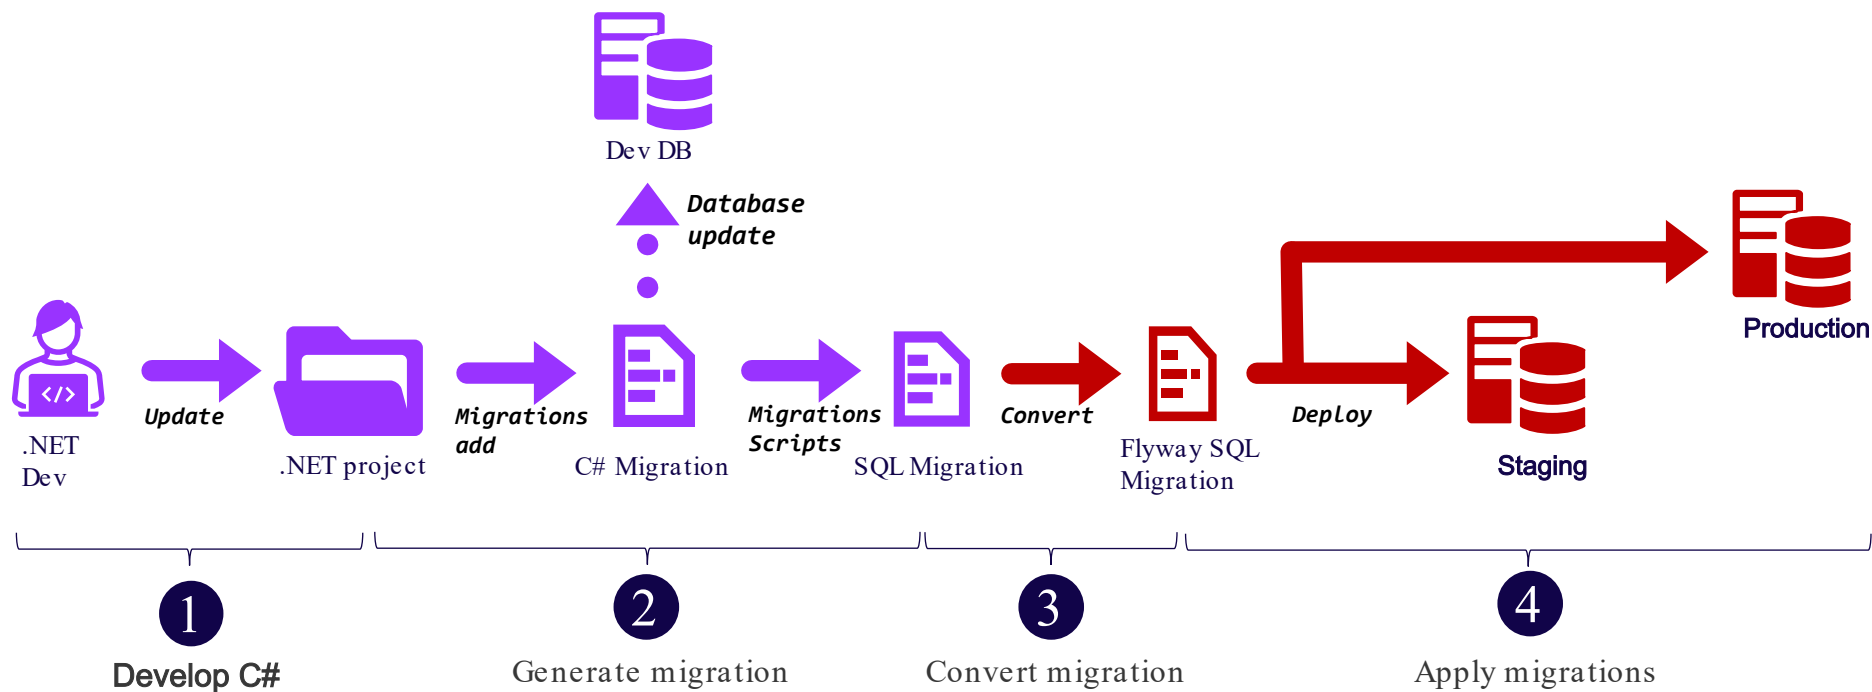 Dev DB
Database
update
Production
</>
Update
Migrations
add
Migrations
Scripts
Convert
Deploy
.NET
Dev
.NET project
C# Migration
SQL Migration
Flyway SQL
Migration
Staging
1
2
3
4
Develop C#
Generate migration
Convert migration
Apply migrations